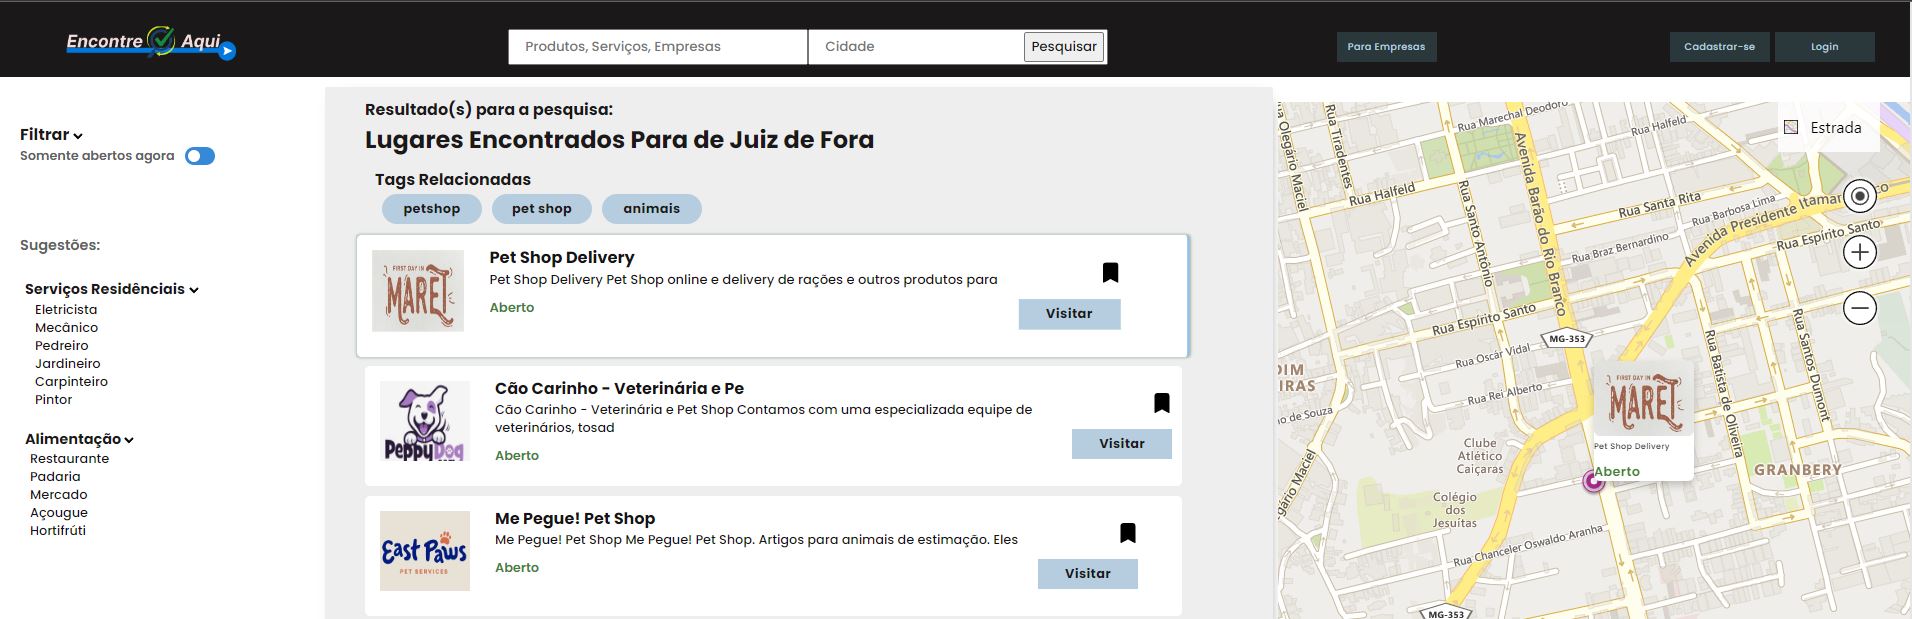 Encontre Aqui
Produtos, Serviços, Empresas
Cidade
Pesquisar
Para Empresas
Cadastrar-se
Login
Filtrar
Somente abertos agora
Sugestões:
Serviços Residênciais
Eletricista
Mecânico
Pedreiro
Jardineiro
Carpinteiro
Pintor
Alimentação
Restaurante
Padaria
Mercado
Açougue
Hortifrúti
Resultado(s) para a pesquisa:
Lugares Encontrados Para de Juiz de Fora
Tags Relacionadas
petshop
pet shop
animais
FIRST DAY IN
MARET
Pet Shop Delivery
Pet Shop Delivery Pet Shop online e delivery de rações e outros produtos para
Aberto
Visitar
PeppyDog
Cão Carinho - Veterinária e Pe
Cão Carinho - Veterinária e Pet Shop Contamos com uma especializada equipe de
veterinários, tosad
Aberto
Visitar
East Paws
PET SERVICES
Me Pegue! Pet Shop
Me Pegue! Pet Shop Me Pegue! Pet Shop. Artigos para animais de estimação. Eles
Aberto
Visitar
Estrada
Rua Olegário Maciel
Rua Tiradentes
Rua Marechal Deodoro
Rua Halfeld
Rua Halfeld
Avenida Barão do Rio Branco
Rua Santo Antônio
Rua Santa Rita
Rua Barbosa Lima
Avenida Presidente Itamar
co
Rua Braz Bernardino
Rua Espírito Santo
Rua Espírito Santo
MG-353
Rua Oscár Vidal
DIM
IRAS
Rua Rei Alberto
no de Souza
Rua Batista de Oliveira
Rua Santos Dumont
FIRST DAY IN
MARET
Pet Shop Delivery
Aberto
Clube
Atlético
Caiçaras
GRANBERY
gário Maciel
Colégio
dos
Jesuítas
Rua Chanceler Oswaldo Aranha
MG-353